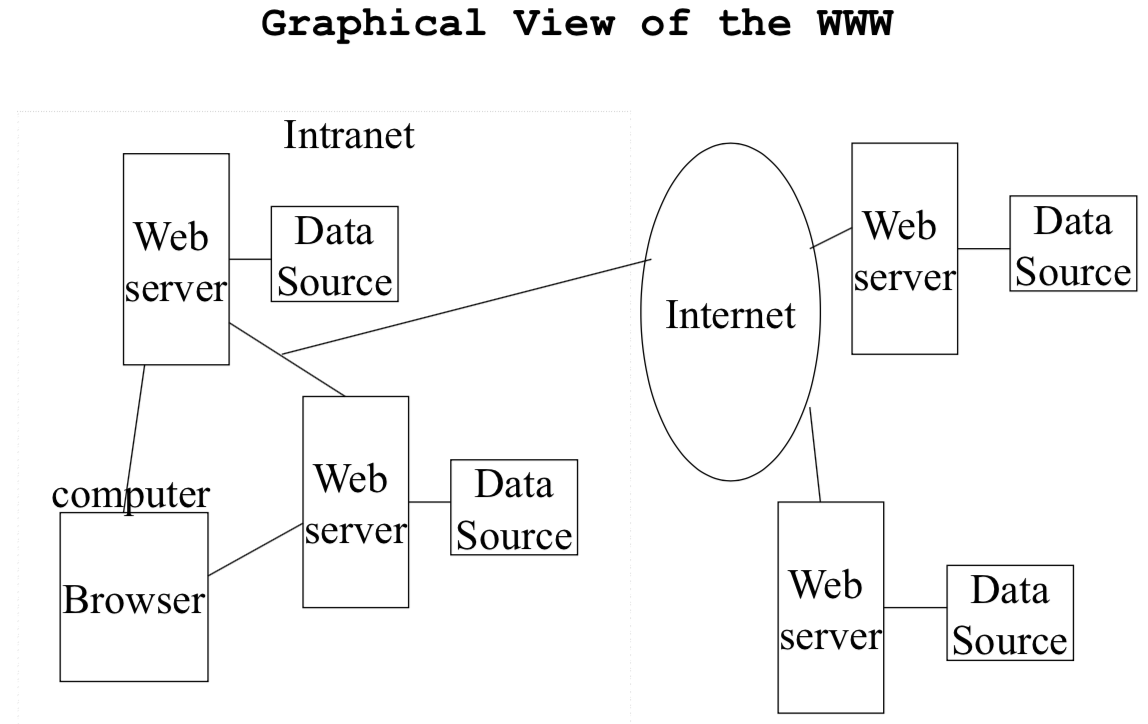 Graphical View of the WWW
Intranet
Web
server
Data
Source
Internet
Web
server
Data
Source
computer
Browser
Web
server
Data
Source
Web
server
Data
Source